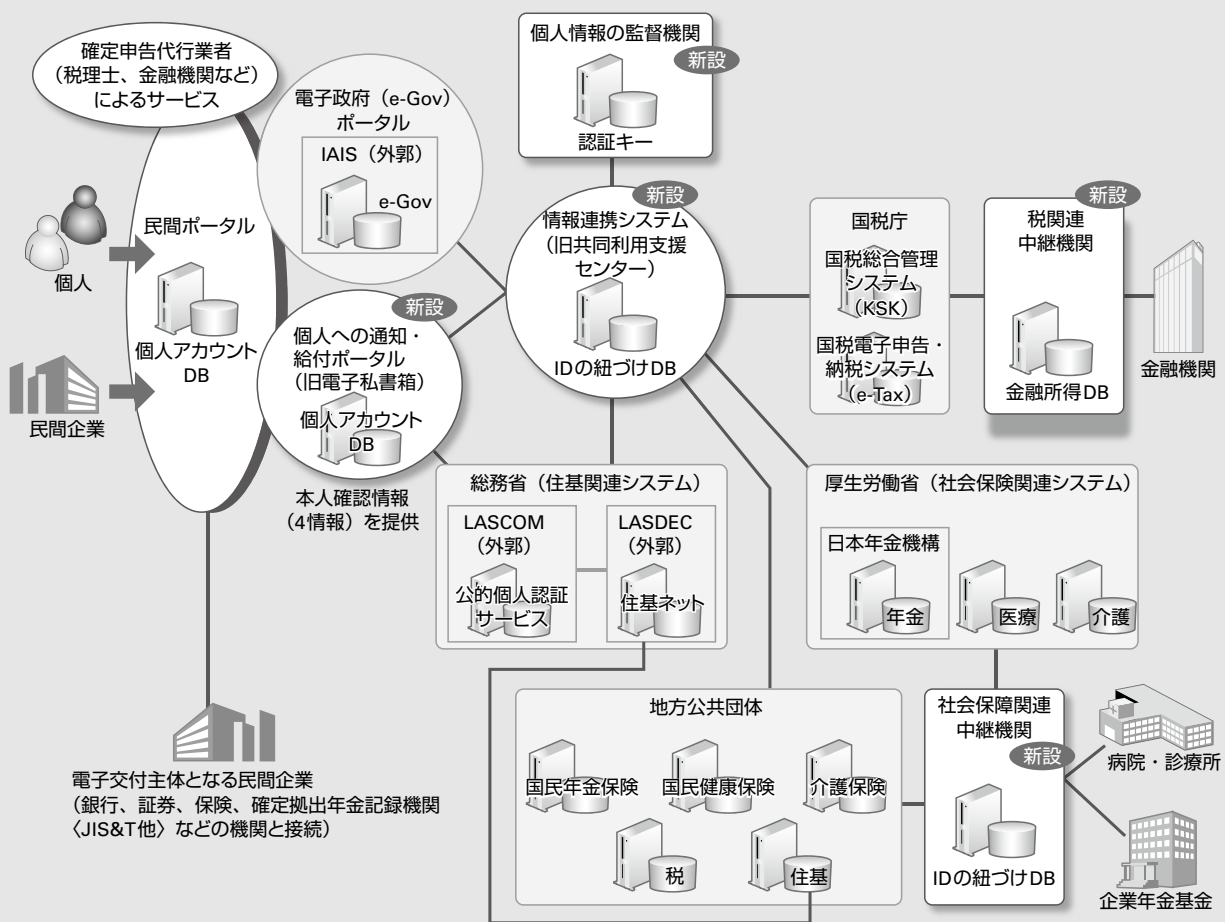 確定申告代行業者
（税理士、金融機関など）
によるサービス
民間ポータル
個人アカウント
DB
個人
民間企業
電子政府（e-Gov）
ポータル
IAIS（外郭）
e-Gov
新設
個人への通知・
給付ポータル
（旧電子私書箱）
個人アカウント
DB
本人確認情報
（4情報）を提供
個人情報の監督機関
新設
認証キー
新設
情報連携システム
（旧共同利用支援
センター）
IDの紐づけDB
国税庁
国税総合管理
システム
（KSK）
国税電子申告・
納税システム
（e-Tax）
新設
税関連
中継機関
金融所得DB
金融機関
総務省（住基関連システム）
LASCOM
（外郭）
公的個人認証
サービス
LASDEC
（外郭）
住基ネット
厚生労働省（社会保険関連システム）
日本年金機構
年金
医療
介護
電子交付主体となる民間企業
（銀行、証券、保険、確定拠出年金記録機関
〈JIS&T他〉などの機関と接続）
地方公共団体
国民年金保険
国民健康保険
介護保険
税
住基
社会保障関連
中継機関
新設
IDの紐づけDB
病院・診療所
企業年金基金